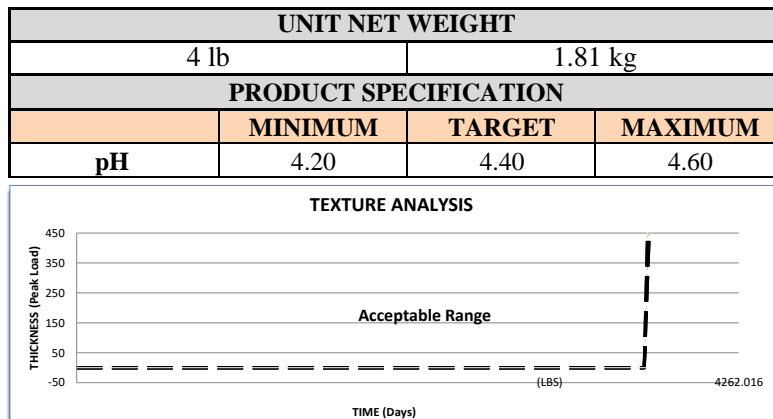 UNIT NET WEIGHT
4 lb 1.81 kg
PRODUCT SPECIFICATION
MINIMUM TARGET MAXIMUM
pH 4.20 4.40 4.60
TEXTURE ANALYSIS
THICKNESS (Peak Load)
450
350
250
150
50
-50
Acceptable Range
(LBS) 4262.016
TIME (Days)